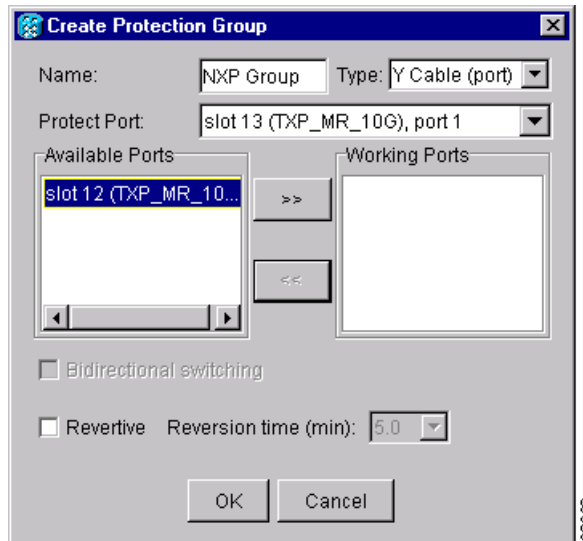 Create Protection Group
Name: NXP Group Type: Y Cable (port)
Protect Port: slot 13 (TXP_MR_10G), port 1
Available Ports Working Ports
slot 12 (TXP_MR_10...
>>
<<
Bidirectional switching
Revertive Reversion time (min): 5.0
OK Cancel